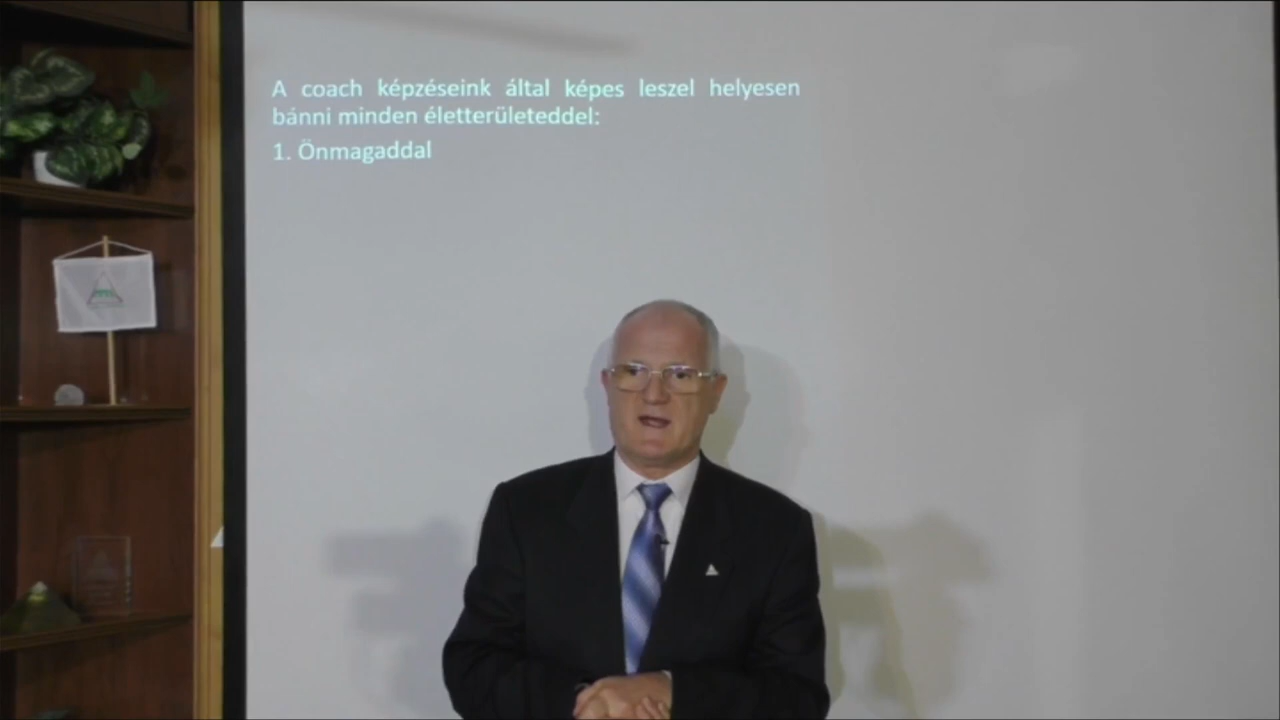 A coach képzéseink által képes leszel helyesen
bánni minden életterületeddel:
1. Önmagaddal